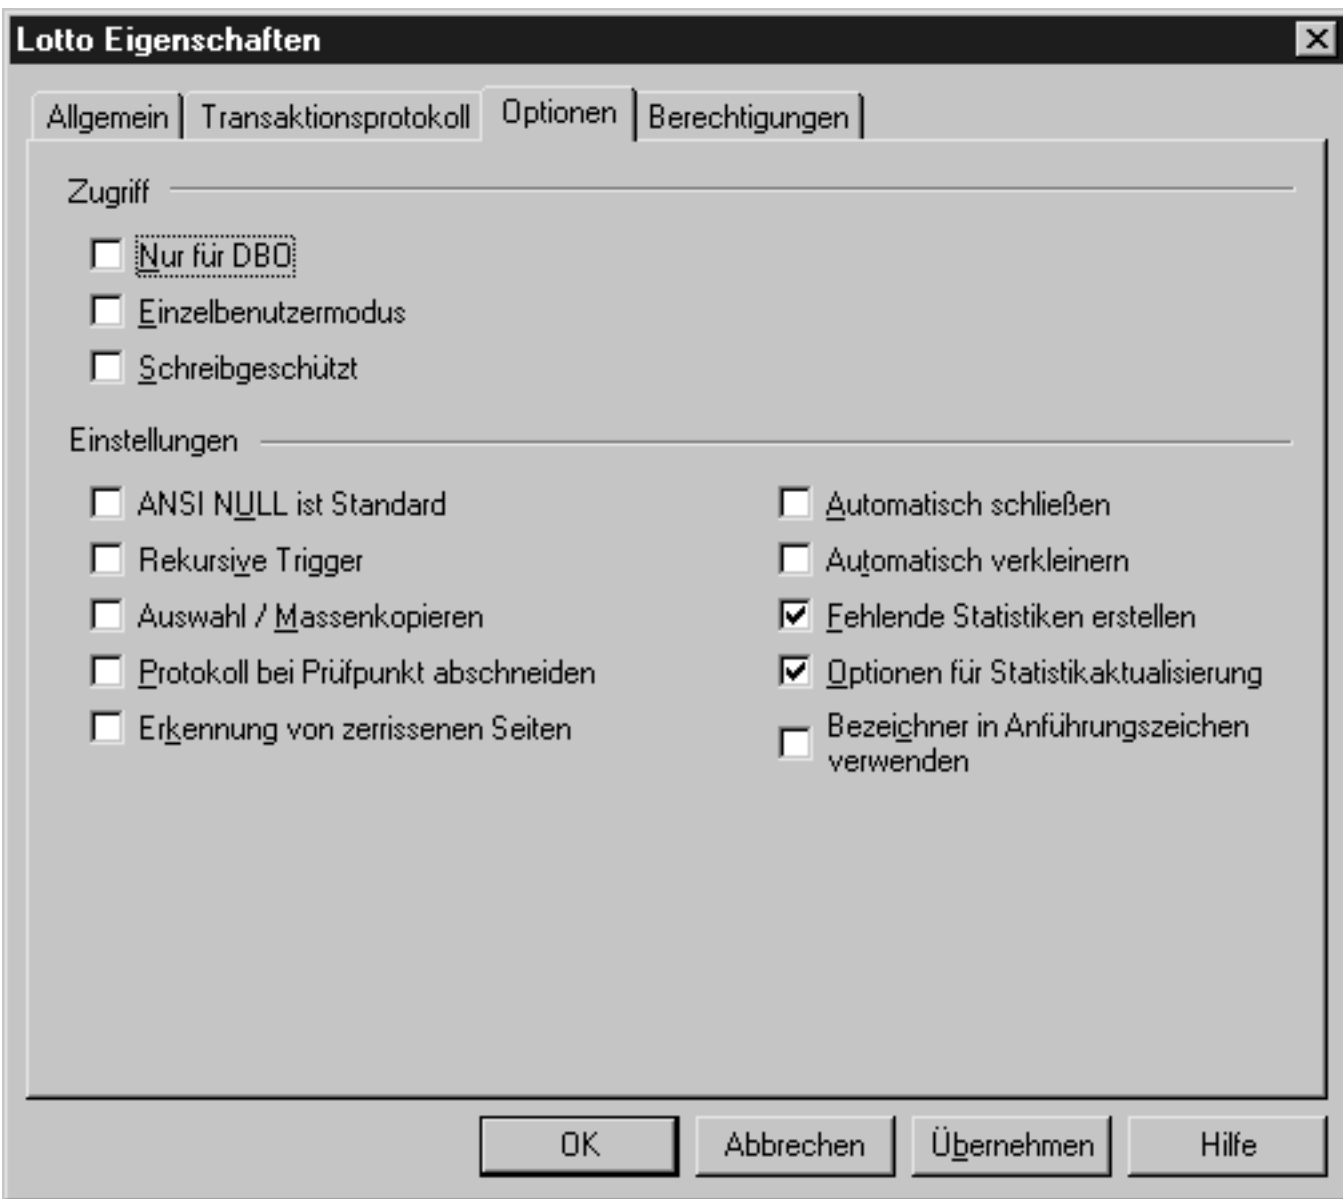 Lotto Eigenschaften
Allgemein
Transaktionsprotokoll
Optionen
Berechtigungen
Zugriff
Nur für DBO
Einzelbenutzermodus
Schreibgeschützt
Einstellungen
ANSI NULL ist Standard
Rekursive Trigger
Auswahl / Massenkopieren
Protokoll bei Prüfpunkt abschneiden
Erkennung von zerrissenen Seiten
Automatisch schließen
Automatisch verkleinern
Fehlende Statistiken erstellen
Optionen für Statistikaktualisierung
Bezeichner in Anführungszeichen
verwenden
OK
Abbrechen
Übernehmen
Hilfe